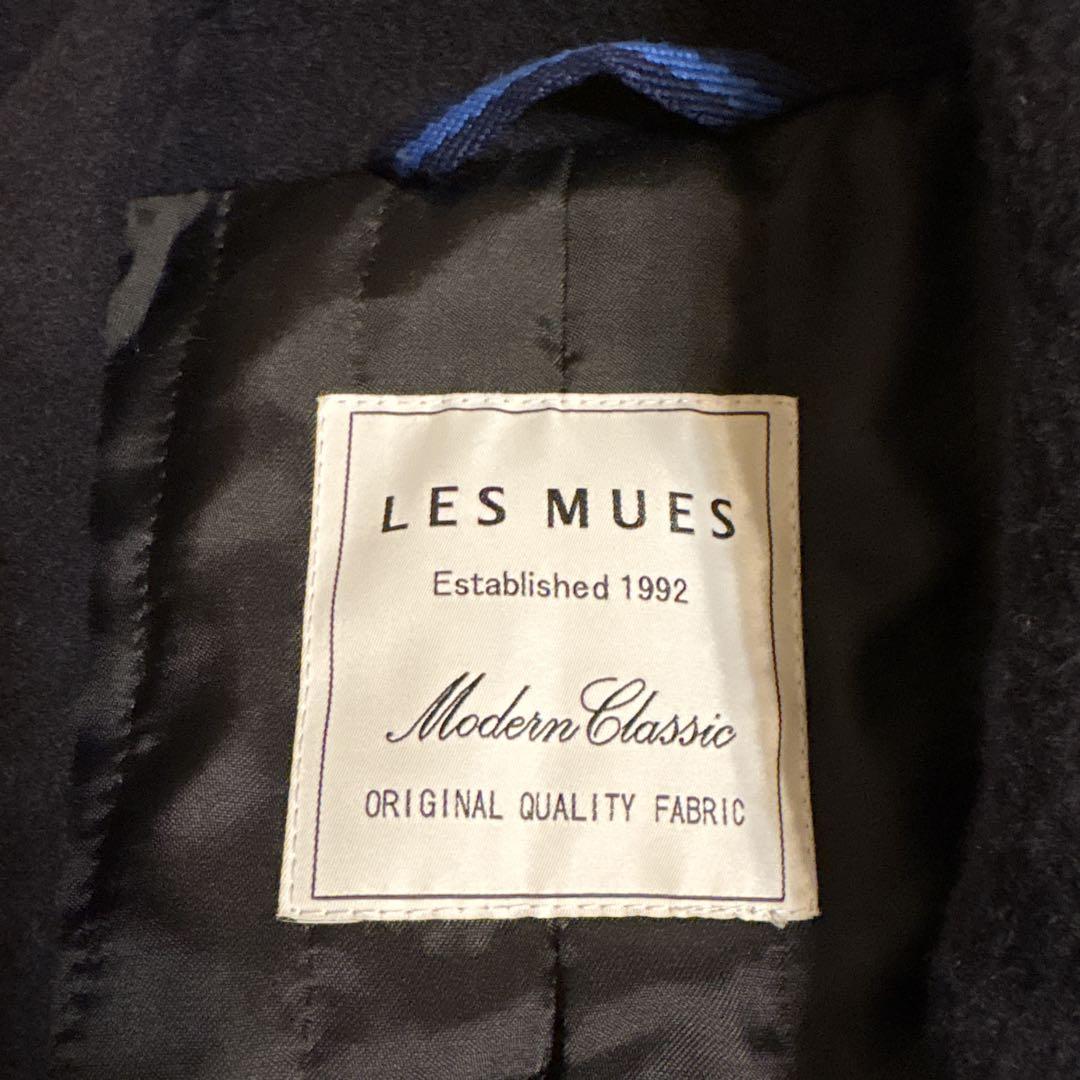 LES MUES
Established 1992
Modern Classic
ORIGINAL QUALITY FABRIC